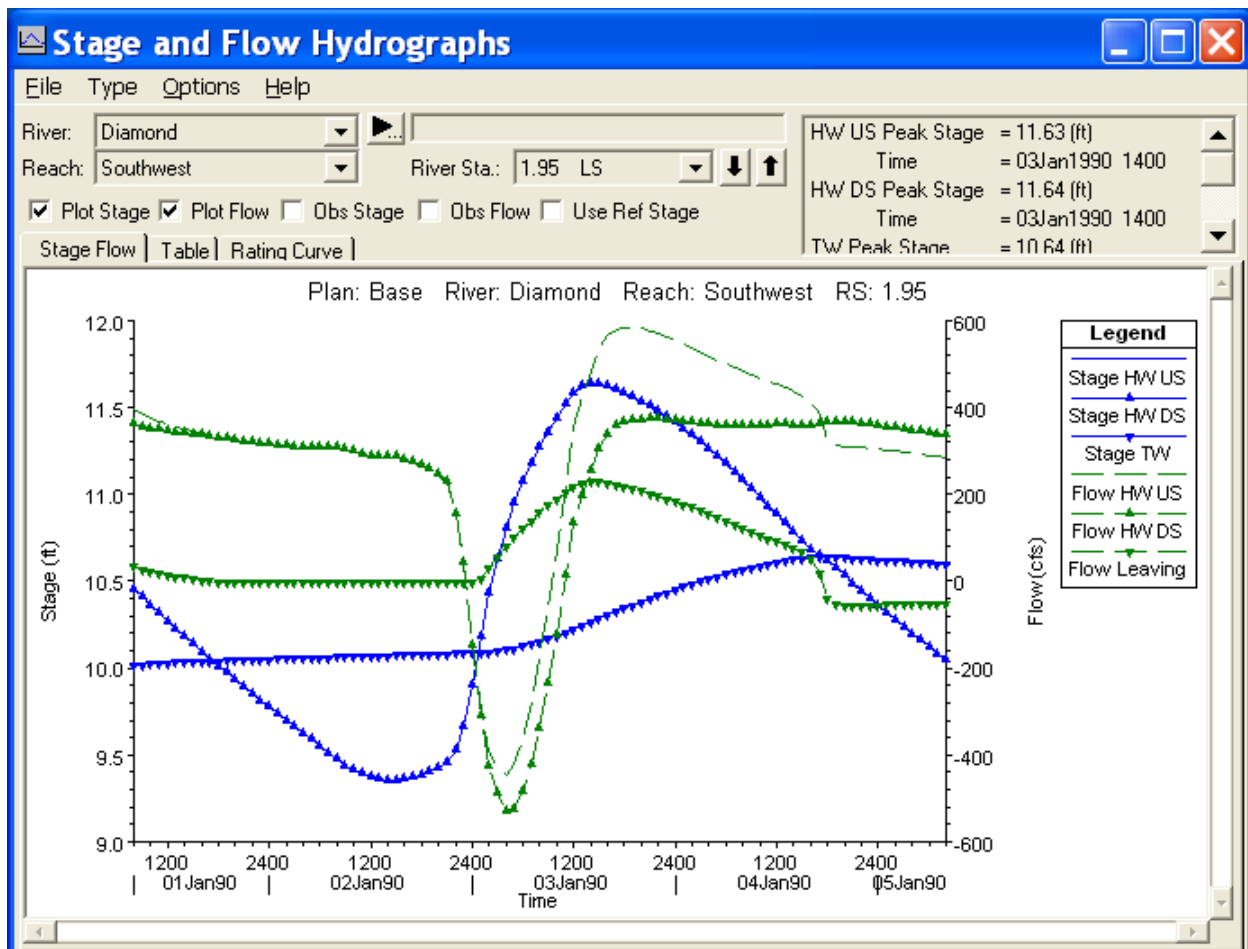 Stage and Flow Hydrographs
File Type Options Help
River: Diamond
Reach: Southwest River Sta.: 1.95 LS
HW US Peak Stage = 11.63 (ft)
Time = 03Jan1990 1400
HW DS Peak Stage = 11.64 (ft)
Time = 03Jan1990 1400
TW Peak Stage = 10.64 (ft)
Plot Stage Plot Flow Obs Stage Obs Flow Use Ref Stage
Stage Flow Table Rating Curve
Plan: Base River: Diamond Reach: Southwest RS: 1.95
12.0
11.5
11.0
10.5
10.0
9.5
9.0
Stage (ft)
600
400
200
0
-200
-400
-600
Flow (cfs)
1200 2400 1200 2400 1200 2400 1200 2400
01Jan90 02Jan90 03Jan90 04Jan90 05Jan90
Time
Legend
Stage HW US
Stage HW DS
Stage TW
Flow HW US
Flow HW DS
Flow Leaving